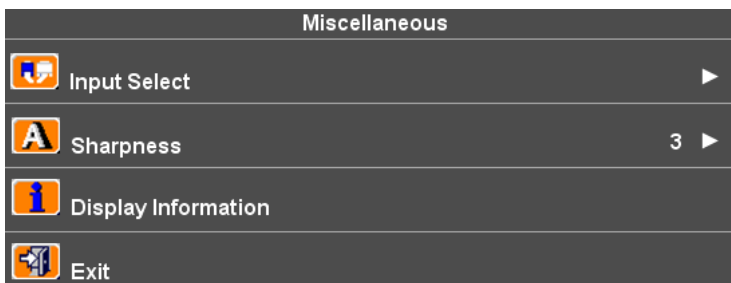 Miscellaneous
Input Select
Sharpness 3
Display Information
Exit